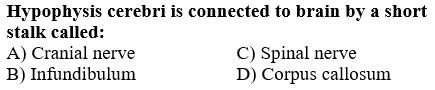 Hypophysis cerebri is connected to brain by a short
stalk called:
A) Cranial nerve C) Spinal nerve
B) Infundibulum D) Corpus callosum